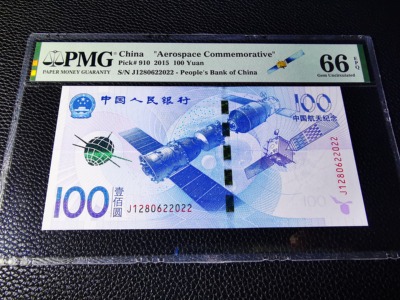 PMG
PAPER MONEY GUARANTY
China "Aerospace Commemorative"
Pick# 910 2015 100 Yuan
S/N J1280622022 - People's Bank of China
66 EPQ
Gem Uncirculated
中国人民银行
100
中国航天纪念
J1280622022
100 壹佰圆
J1280622022